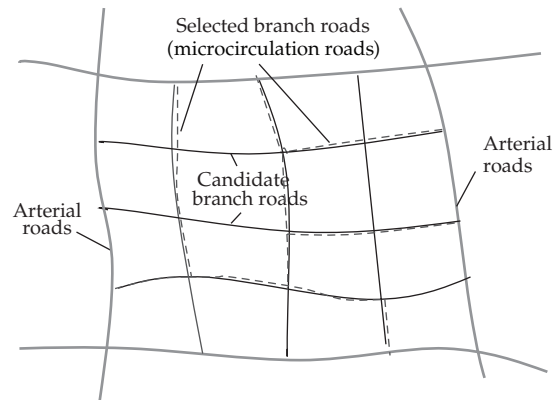 Selected branch roads
(microcirculation roads)
Arterial
roads
Candidate
branch roads
Arterial
roads